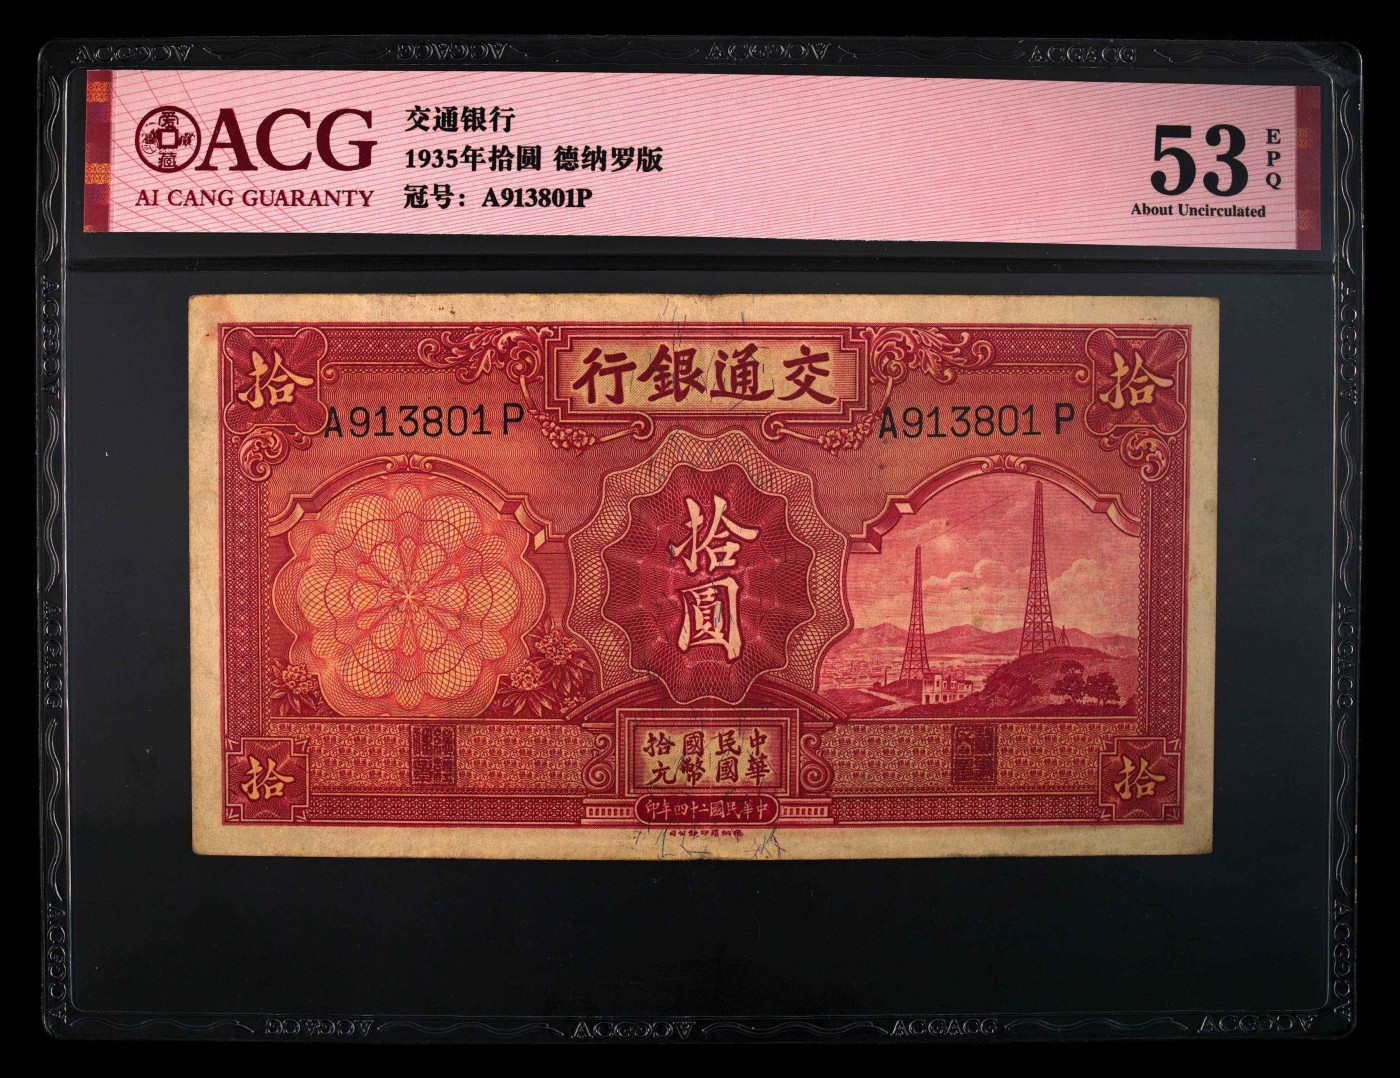 ACG
AI CANG GUARANTY
交通银行
1935年拾圆 德纳罗版
冠号：A913801P
53 EPQ
About Uncirculated
行銀通交
拾
拾
A913801P
A913801P
拾圓
中華民國國幣拾元
印年四十二國民華中
拾
拾